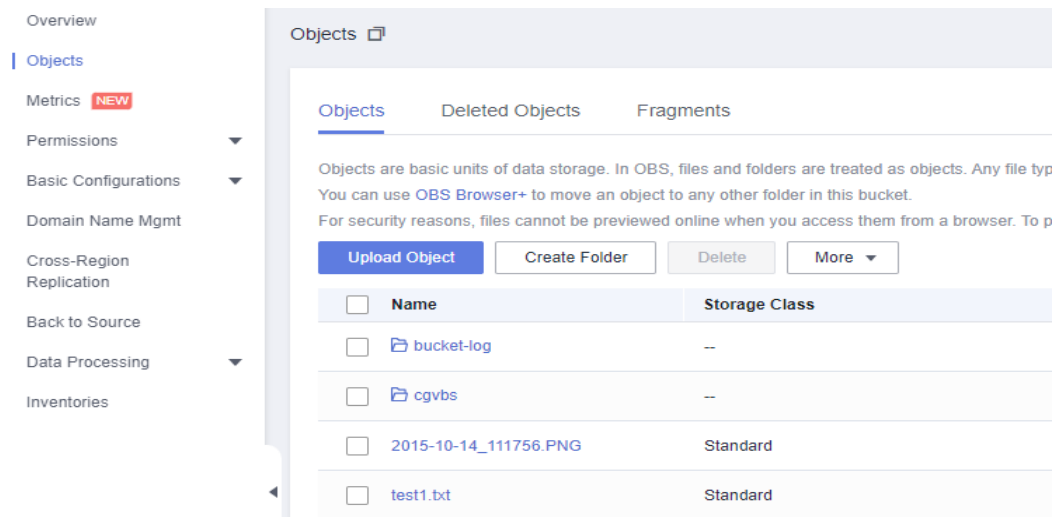 Overview
Objects
Metrics NEW
Permissions
Basic Configurations
Domain Name Mgmt
Cross-Region
Replication
Back to Source
Data Processing
Inventories
Objects
Objects Deleted Objects Fragments
Objects are basic units of data storage. In OBS, files and folders are treated as objects. Any file typ
You can use OBS Browser+ to move an object to any other folder in this bucket.
For security reasons, files cannot be previewed online when you access them from a browser. To p
Upload Object Create Folder Delete More
Name Storage Class
bucket-log --
cgvbs --
2015-10-14_111756.PNG Standard
test1.txt Standard